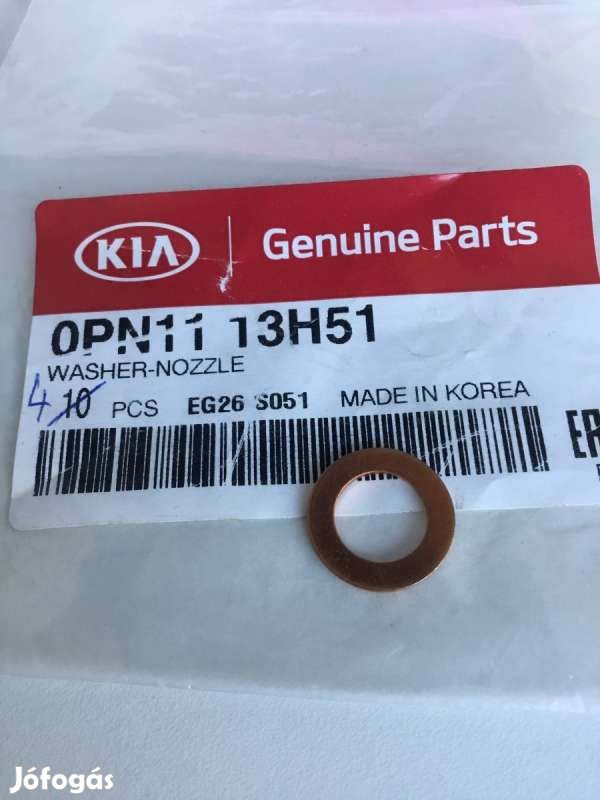 KIA Genuine Parts
0PN11 13H51
WASHER-NOZZLE
4 10 PCS EG26 S051 MADE IN KOREA
Jófogás